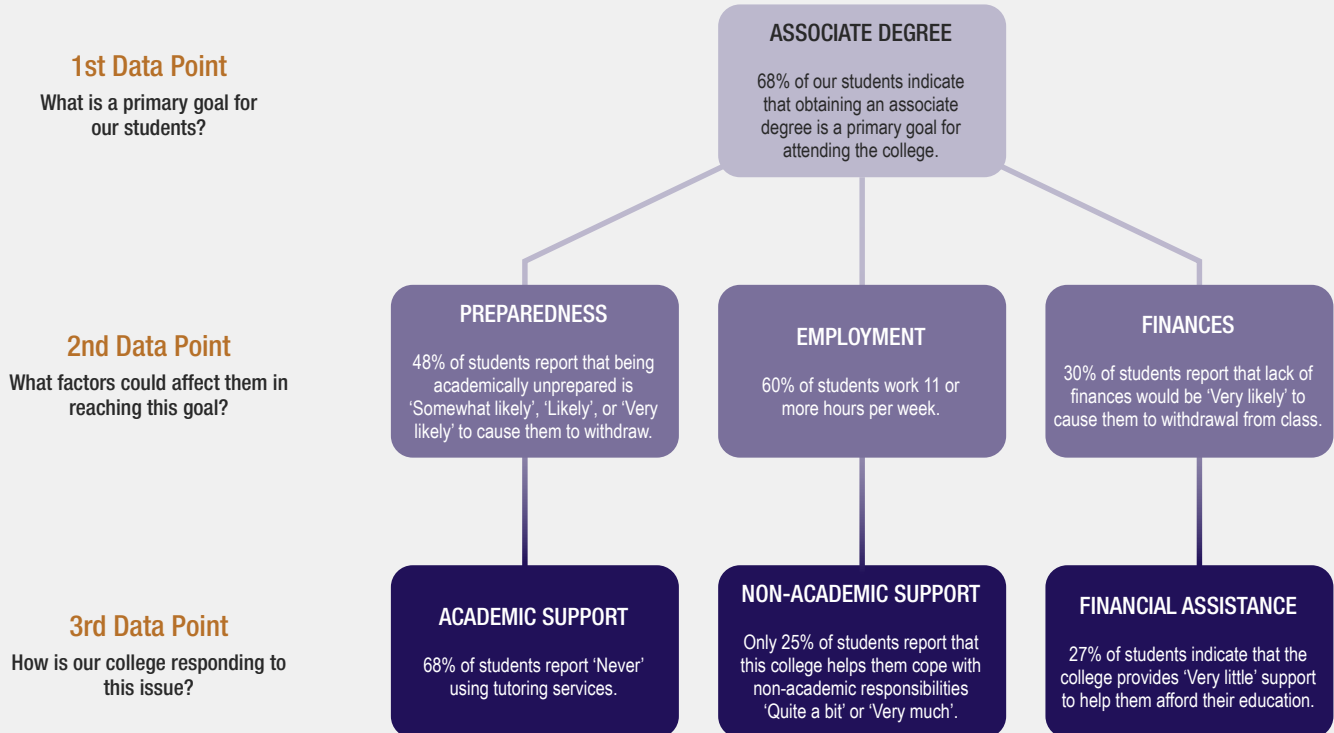 ASSOCIATE DEGREE
68% of our students indicate
that obtaining an associate
degree is a primary goal for
attending the college.
1st Data Point
What is a primary goal for
our students?
2nd Data Point
What factors could affect them in
reaching this goal?
PREPAREDNESS
48% of students report that being
academically unprepared is
‘Somewhat likely’, ‘Likely’, or ‘Very
likely’ to cause them to withdraw.
EMPLOYMENT
60% of students work 11 or
more hours per week.
FINANCES
30% of students report that lack of
finances would be ‘Very likely’ to
cause them to withdrawal from class.
3rd Data Point
How is our college responding to
this issue?
ACADEMIC SUPPORT
68% of students report ‘Never’
using tutoring services.
NON-ACADEMIC SUPPORT
Only 25% of students report that
this college helps them cope with
non-academic responsibilities
‘Quite a bit’ or ‘Very much’.
FINANCIAL ASSISTANCE
27% of students indicate that the
college provides ‘Very little’ support
to help them afford their education.